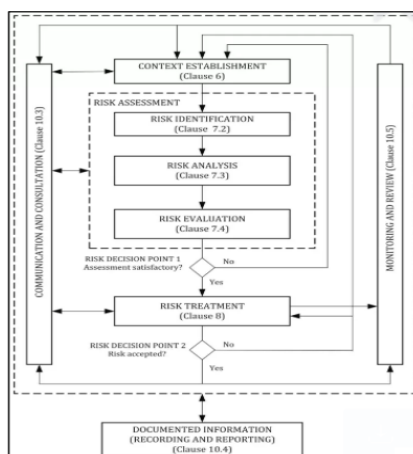 CONTEXT ESTABLISHMENT
(Clause 6)
RISK ASSESSMENT
RISK IDENTIFICATION
(Clause 7.2)
RISK ANALYSIS
(Clause 7.3)
RISK EVALUATION
(Clause 7.4)
RISK DECISION POINT 1
Assessment satisfactory?
No
Yes
RISK TREATMENT
(Clause 8)
RISK DECISION POINT 2
Risk accepted?
No
Yes
COMMUNICATION AND CONSULTATION (Clause 10.3)
MONITORING AND REVIEW (Clause 10.5)
DOCUMENTED INFORMATION
(RECORDING AND REPORTING)
(Clause 10.4)